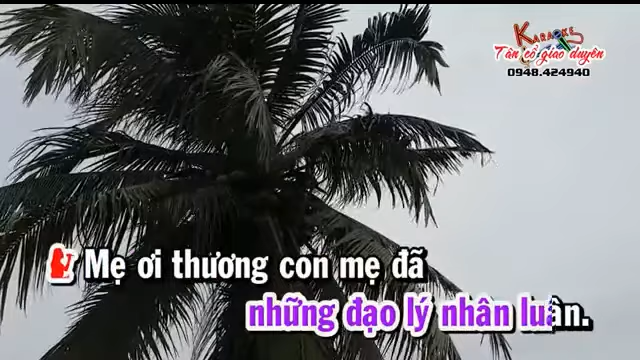 KARAOKE
Tân cổ giao duyên
0948.424940
Mẹ ơi thương con mẹ đã
những đạo lý nhân luân.